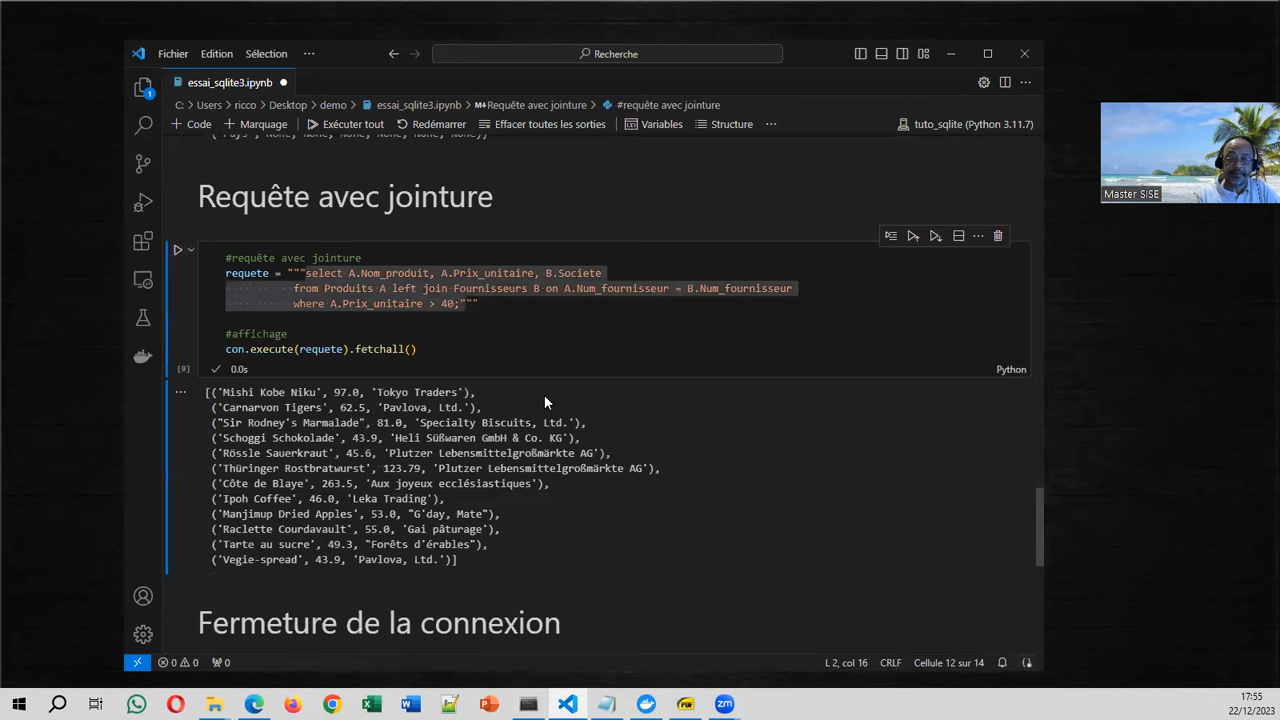 Fichier Edition Sélection ··· Recherche
essai_sqlite3.ipynb
C: > Users > ricco > Desktop > demo > essai_sqlite3.ipynb > Requête avec jointure > #requête avec jointure
Code Marquage Exécuter tout Redémarrer Effacer toutes les sorties Variables Structure ··· tuto_sqlite (Python 3.11.7)
Requête avec jointure
#requête avec jointure
requete = """select A.Nom_produit, A.Prix_unitaire, B.Societe
from Produits A left join Fournisseurs B on A.Num_fournisseur = B.Num_fournisseur
where A.Prix_unitaire > 40;"""
#affichage
con.execute(requete).fetchall()
[9] 0.0s Python
[('Mishi Kobe Niku', 97.0, 'Tokyo Traders'),
('Carnarvon Tigers', 62.5, 'Pavlova, Ltd.'),
("Sir Rodney's Marmalade", 81.0, 'Specialty Biscuits, Ltd.'),
('Schoggi Schokolade', 43.9, 'Heli Süßwaren GmbH & Co. KG'),
('Rössle Sauerkraut', 45.6, 'Plutzer Lebensmittelgroßmärkte AG'),
('Thüringer Rostbratwurst', 123.79, 'Plutzer Lebensmittelgroßmärkte AG'),
('Côte de Blaye', 263.5, 'Aux joyeux ecclésiastiques'),
('Ipoh Coffee', 46.0, 'Leka Trading'),
('Manjimup Dried Apples', 53.0, "G'day, Mate"),
('Raclette Courdavault', 55.0, 'Gai pâturage'),
('Tarte au sucre', 49.3, "Forêts d'érables"),
('Vegie-spread', 43.9, 'Pavlova, Ltd.')]
Fermeture de la connexion
0 0 0 L 2, col 16 CRLF Cellule 12 sur 14
Master SISE
17:55
22/12/2023